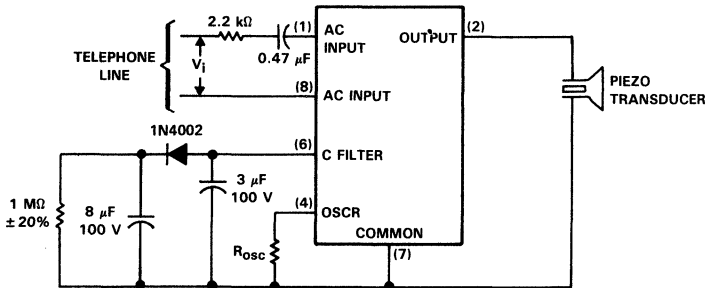 2.2 kΩ
(1)
AC
INPUT
OUTPUT
(2)
TELEPHONE
LINE
Vi
0.47 μF
(8)
AC INPUT
PIEZO
TRANSDUCER
1N4002
(6)
C FILTER
3 μF
100 V
1 MΩ
±20%
8 μF
100 V
(4)
OSCR
ROSC
COMMON
(7)